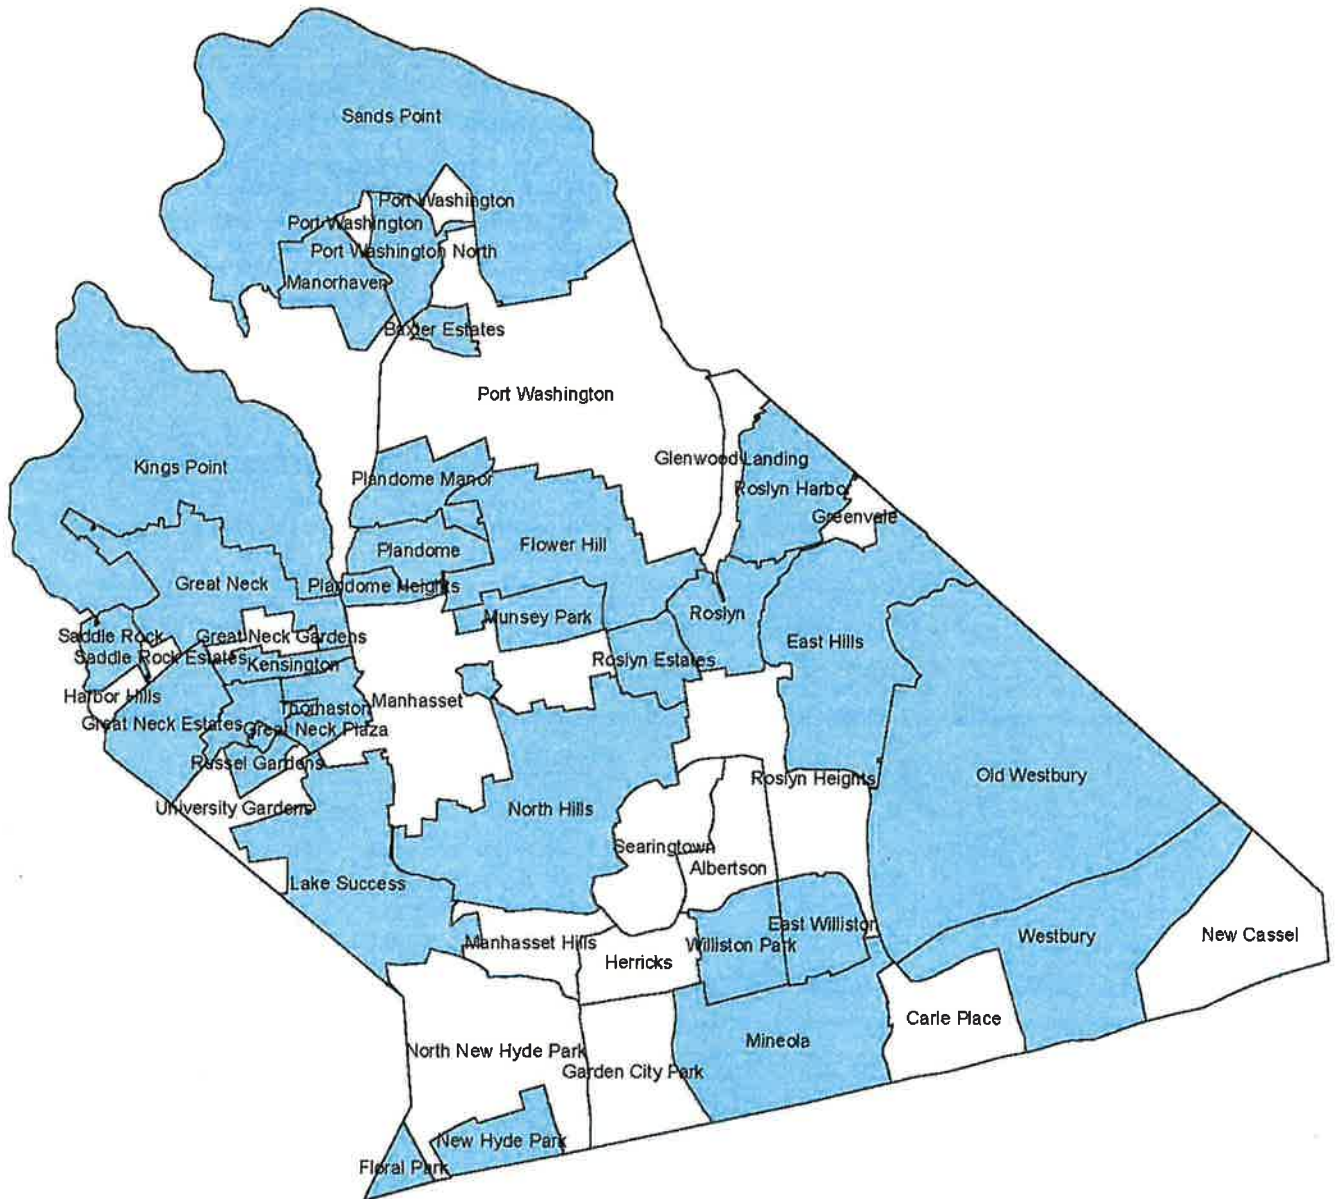 Sands Point
Port Washington
Port Washington
Port Washington North
Manorhaven
Baxter Estates
Port Washington
Kings Point
Plandome Manor
Glenwood Landing
Roslyn Harbor
Greenvale
Flower Hill
Plandome
Great Neck
Plandome Heights
Munsey Park
Roslyn
Saddle Rock
Great Neck Gardens
East Hills
Saddle Rock Estates
Kensington
Roslyn Estates
Harbor Hills
Manhasset
Thomaston
Great Neck Estates
Great Neck Plaza
Russel Gardens
Roslyn Heights
Old Westbury
University Gardens
North Hills
Searingtown
Albertson
Lake Success
East Williston
Manhasset Hills
Williston Park
Westbury
New Cassel
Herricks
Carle Place
Mineola
North New Hyde Park
Garden City Park
New Hyde Park
Floral Park